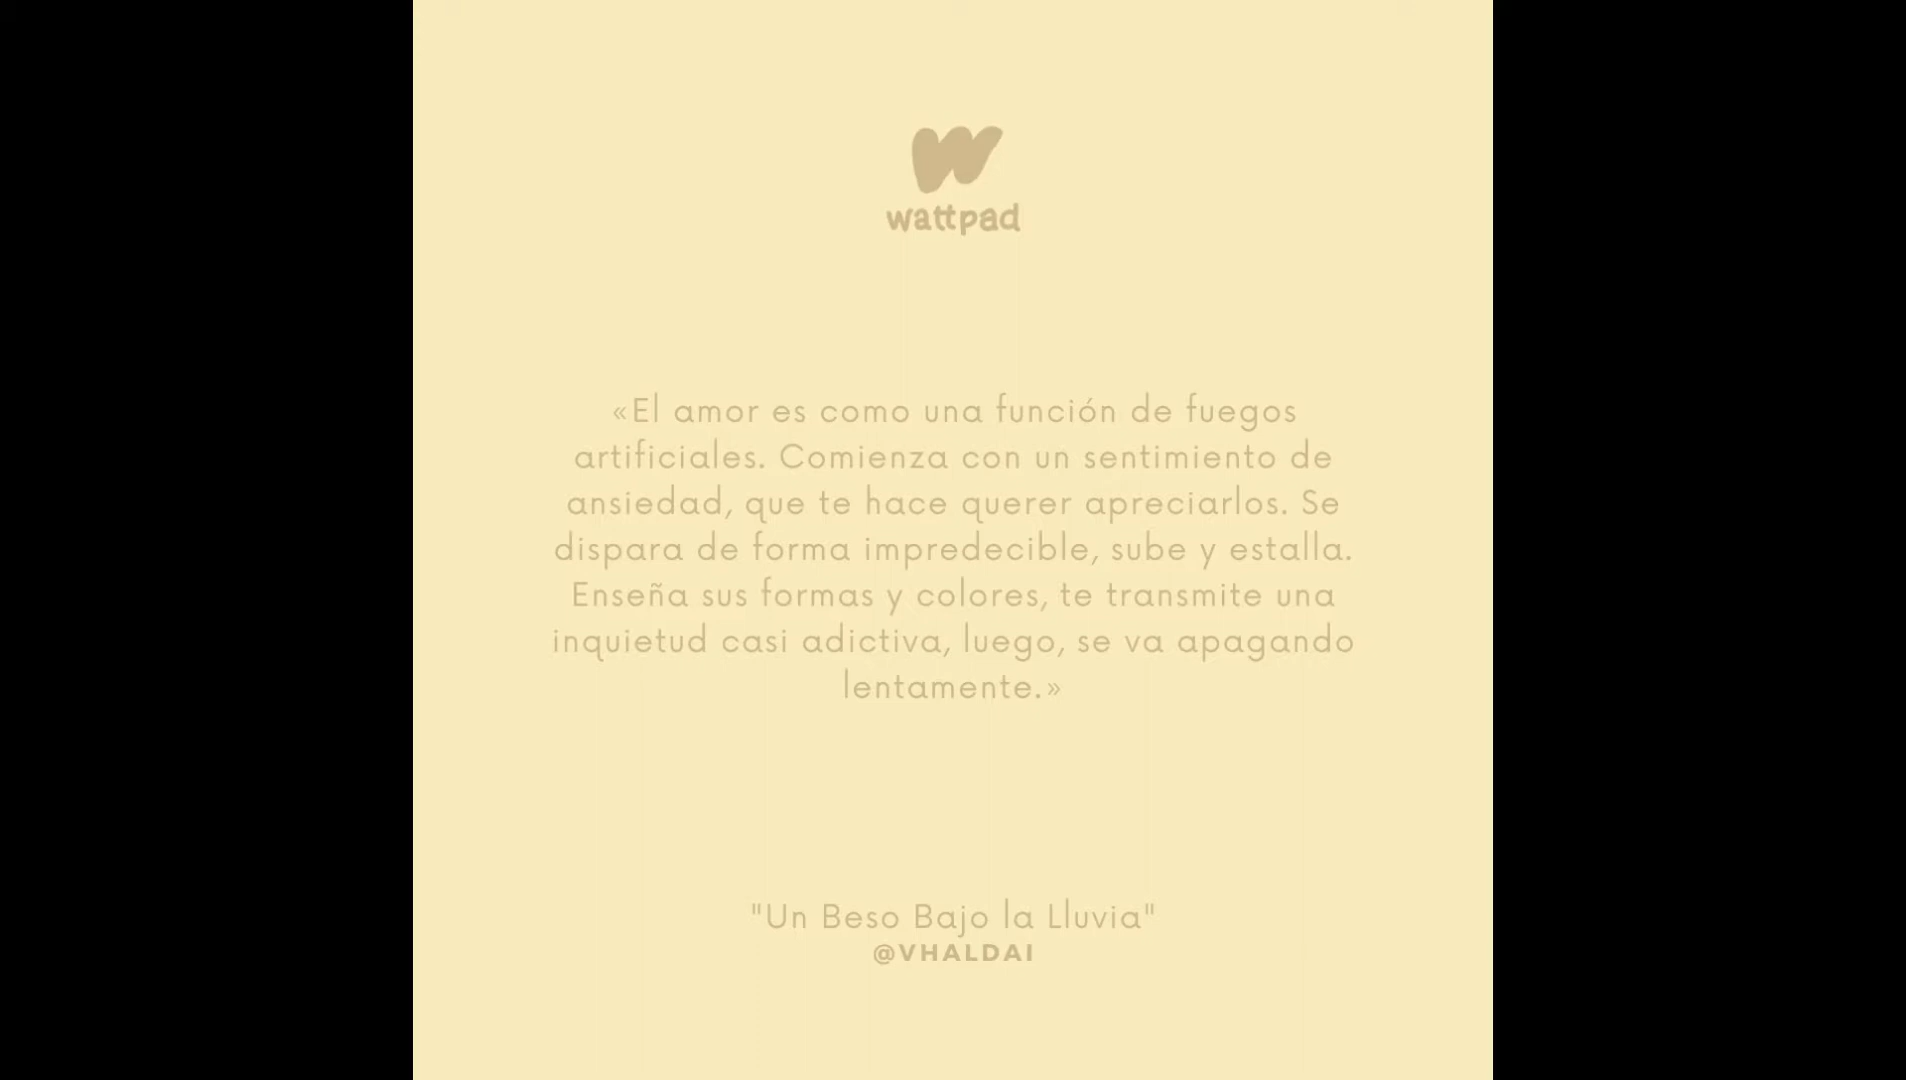 wattpad
«El amor es como una función de fuegos
artificiales. Comienza con un sentimiento de
ansiedad, que te hace querer apreciarlos. Se
dispara de forma impredecible, sube y estalla.
Enseña sus formas y colores, te transmite una
inquietud casi adictiva, luego, se va apagando
lentamente.»
"Un Beso Bajo la Lluvia"
@VHALDAI